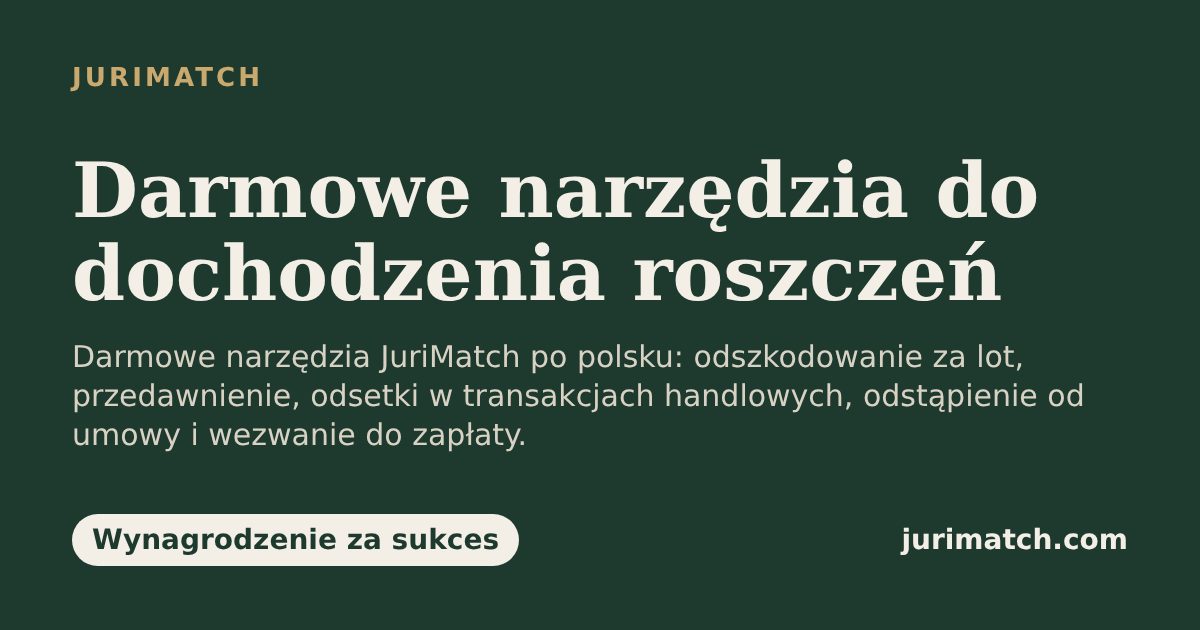 JURIMATCH
Darmowe narzędzia do
dochodzenia roszczeń
Darmowe narzędzia JuriMatch po polsku: odszkodowanie za lot,
przedawnienie, odsetki w transakcjach handlowych, odstąpienie od
umowy i wezwanie do zapłaty.
Wynagrodzenie za sukces
jurimatch.com